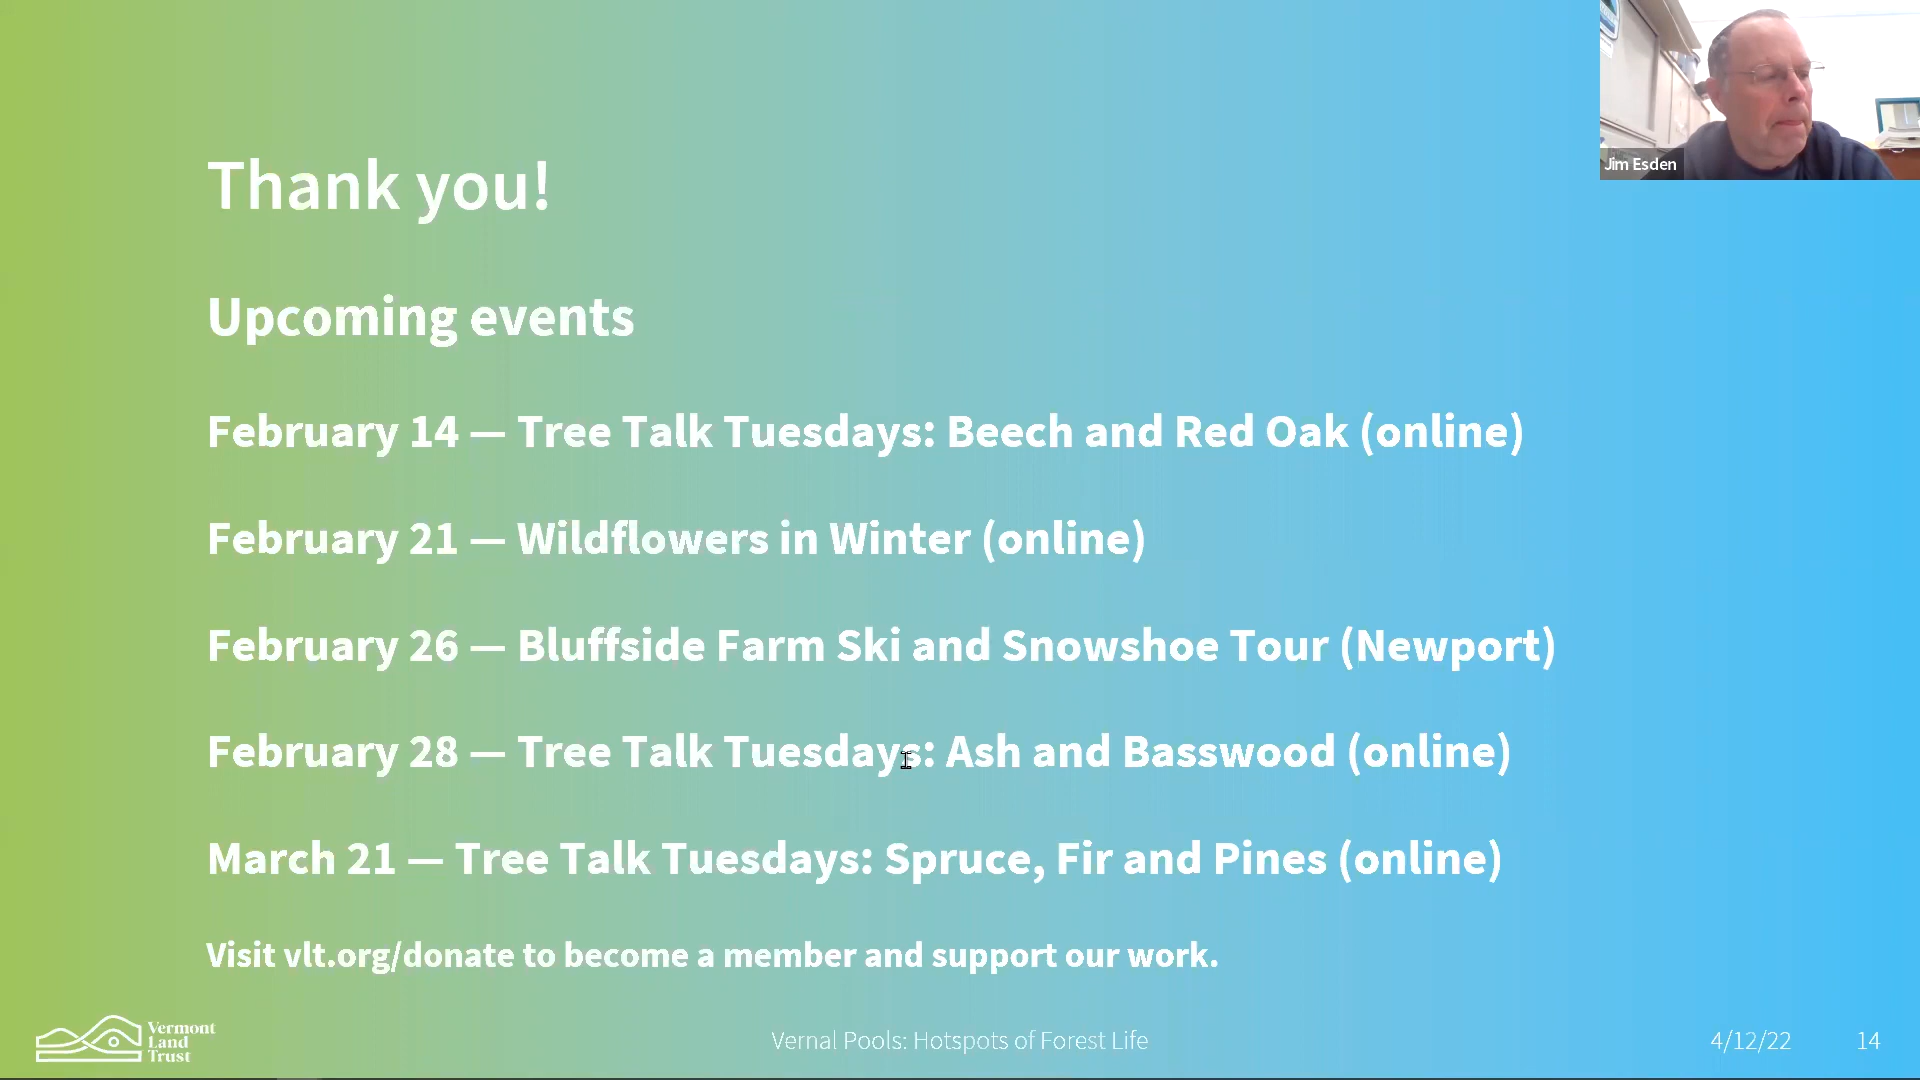 Jim Esden
Thank you!
Upcoming events
February 14 — Tree Talk Tuesdays: Beech and Red Oak (online)
February 21 — Wildflowers in Winter (online)
February 26 — Bluffside Farm Ski and Snowshoe Tour (Newport)
February 28 — Tree Talk Tuesdays: Ash and Basswood (online)
March 21 — Tree Talk Tuesdays: Spruce, Fir and Pines (online)
Visit vlt.org/donate to become a member and support our work.
Vermont
Land
Trust
Vernal Pools: Hotspots of Forest Life
4/12/22
14